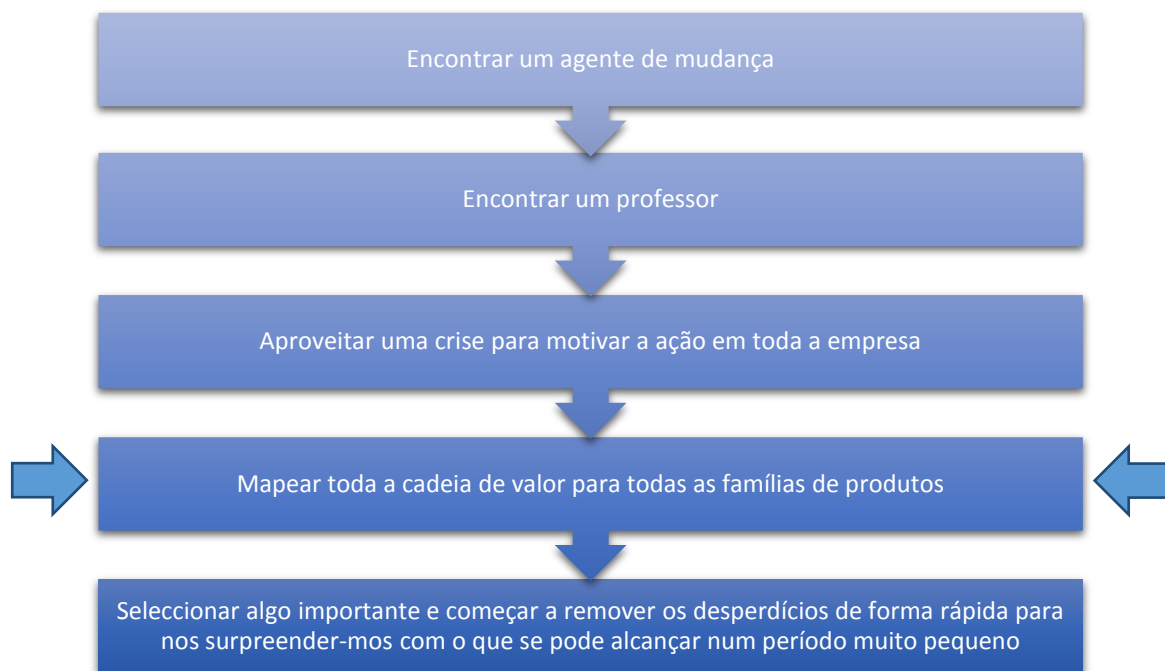 Encontrar um agente de mudança
Encontrar um professor
Aproveitar uma crise para motivar a ação em toda a empresa
Mapear toda a cadeia de valor para todas as famílias de produtos
Seleccionar algo importante e começar a remover os desperdícios de forma rápida para
nos surpreender-mos com o que se pode alcançar num período muito pequeno